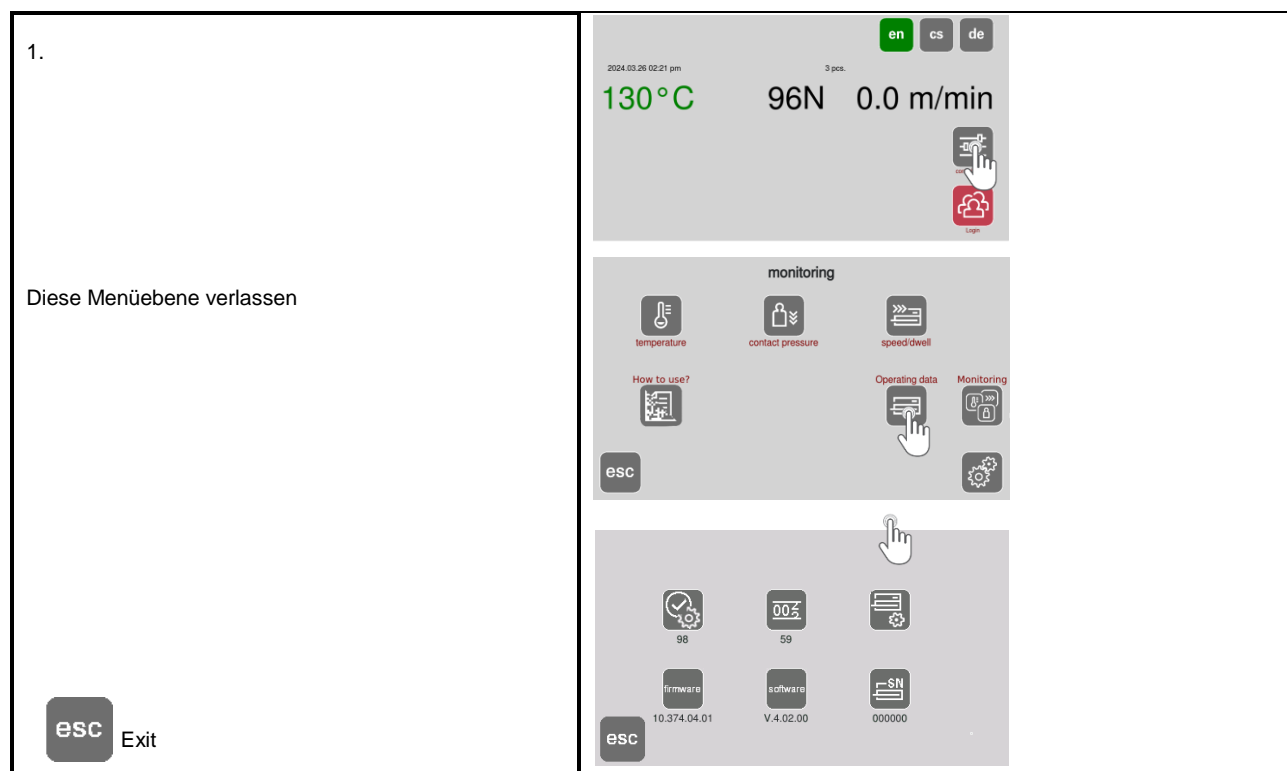 1.
Diese Menüebene verlassen
esc Exit
en cs de
2024.03.26 02:21 pm 3 pcs.
130°C 96N 0.0 m/min
Login
monitoring
temperature contact pressure speed/dwell
How to use? Operating data Monitoring
esc
98 59
firmware software SN
10.374.04.01 V.4.02.00 000000
esc